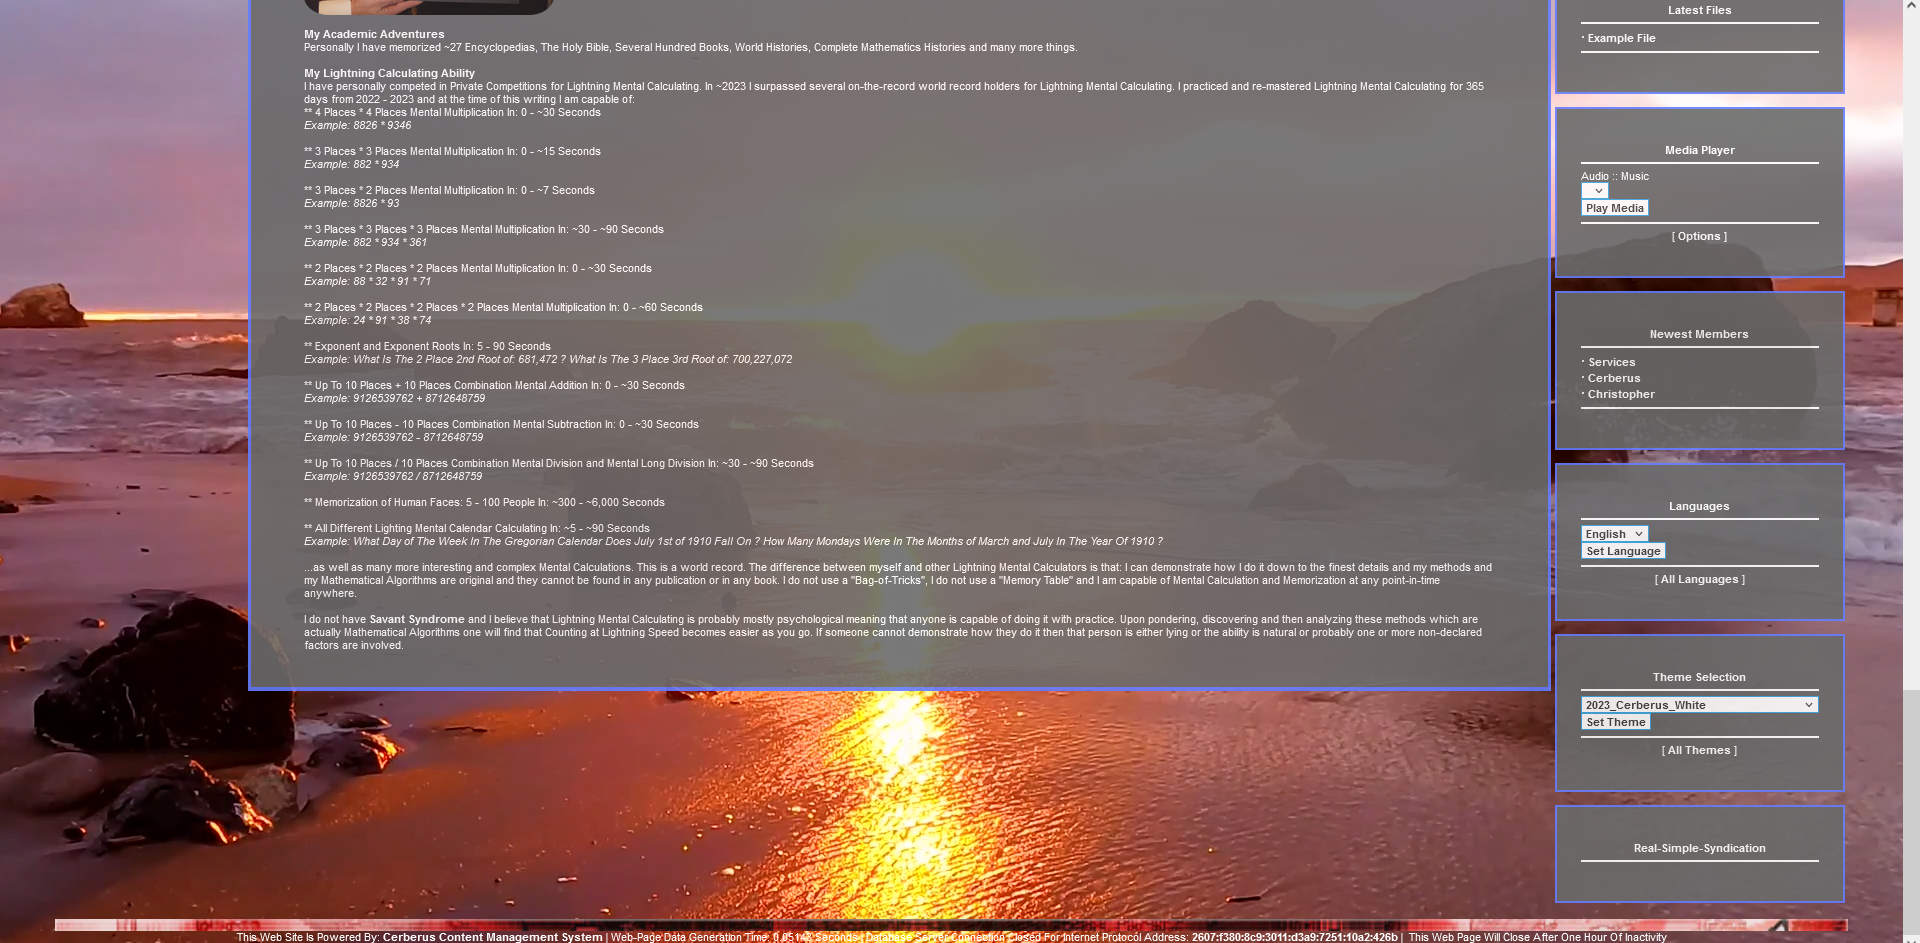 My Academic Adventures
Personally I have memorized ~27 Encyclopedias, The Holy Bible, Several Hundred Books, World Histories, Complete Mathematics Histories and many more things.
My Lightning Calculating Ability
I have personally competed in Private Competitions for Lightning Mental Calculating. In ~2023 I surpassed several on-the-record world record holders for Lightning Mental Calculating. I practiced and re-mastered Lightning Mental Calculating for 365
days from 2022 - 2023 and at the time of this writing I am capable of:
** 4 Places * 4 Places Mental Multiplication In: 0 - ~30 Seconds
Example: 8826 * 9346
** 3 Places * 3 Places Mental Multiplication In: 0 - ~15 Seconds
Example: 882 * 934
** 3 Places * 2 Places Mental Multiplication In: 0 - ~7 Seconds
Example: 8826 * 93
** 3 Places * 3 Places * 3 Places Mental Multiplication In: ~30 - ~90 Seconds
Example: 882 * 934 * 361
** 2 Places * 2 Places * 2 Places Mental Multiplication In: 0 - ~30 Seconds
Example: 88 * 32 * 91 * 71
** 2 Places * 2 Places * 2 Places * 2 Places Mental Multiplication In: 0 - ~60 Seconds
Example: 24 * 91 * 38 * 74
** Exponent and Exponent Roots In: 5 - 90 Seconds
Example: What Is The 2 Place 2nd Root of: 681,472 ? What Is The 3 Place 3rd Root of: 700,227,072
** Up To 10 Places + 10 Places Combination Mental Addition In: 0 - ~30 Seconds
Example: 9126539762 + 8712648759
** Up To 10 Places - 10 Places Combination Mental Subtraction In: 0 - ~30 Seconds
Example: 9126539762 - 8712648759
** Up To 10 Places / 10 Places Combination Mental Division and Mental Long Division In: ~30 - ~90 Seconds
Example: 9126539762 / 8712648759
** Memorization of Human Faces: 5 - 100 People In: ~300 - ~6,000 Seconds
** All Different Lighting Mental Calendar Calculating In: ~5 - ~90 Seconds
Example: What Day of The Week In The Gregorian Calendar Does July 1st of 1910 Fall On ? How Many Mondays Were In The Months of March and July In The Year Of 1910 ?
...as well as many more interesting and complex Mental Calculations. This is a world record. The difference between myself and other Lightning Mental Calculators is that: I can demonstrate how I do it down to the finest details and my methods and
my Mathematical Algorithms are original and they cannot be found in any publication or in any book. I do not use a "Bag-of-Tricks", I do not use a "Memory Table" and I am capable of Mental Calculation and Memorization at any point-in-time
anywhere.
I do not have Savant Syndrome and I believe that Lightning Mental Calculating is probably mostly psychological meaning that anyone is capable of doing it with practice. Upon pondering, discovering and then analyzing these methods which are
actually Mathematical Algorithms one will find that Counting at Lightning Speed becomes easier as you go. If someone cannot demonstrate how they do it then that person is either lying or the ability is natural or probably one or more non-declared
factors are involved.
Latest Files
· Example File
Media Player
Audio :: Music
Play Media
[ Options ]
Newest Members
· Services
· Cerberus
· Christopher
Languages
English
Set Language
[ All Languages ]
Theme Selection
2023_Cerberus_White
Set Theme
[ All Themes ]
Real-Simple-Syndication
This Web Site Is Powered By: Cerberus Content Management System | Web-Page Data Generation Time: Seconds | Database Server Connection Closed For Internet Protocol Address: 2607:f380:8c9:3011:d3a9:7251:10a2:426b | This Web Page Will Close After One Hour Of Inactivity